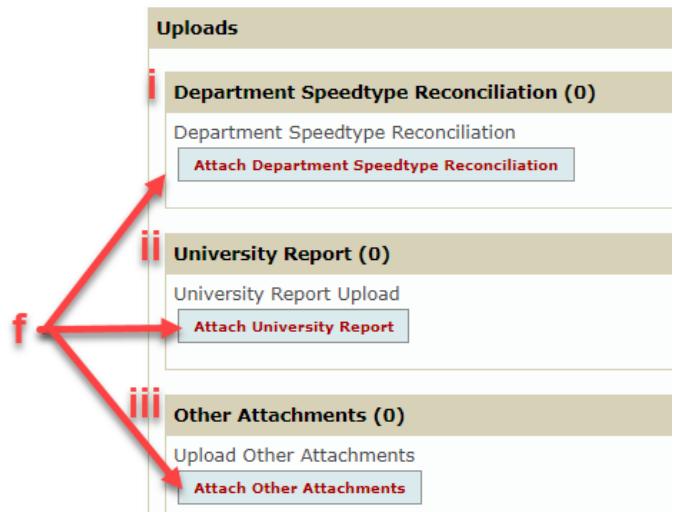 Uploads
i
Department Speedtype Reconciliation (0)
Department Speedtype Reconciliation
Attach Department Speedtype Reconciliation
ii
University Report (0)
University Report Upload
f
Attach University Report
iii
Other Attachments (0)
Upload Other Attachments
Attach Other Attachments